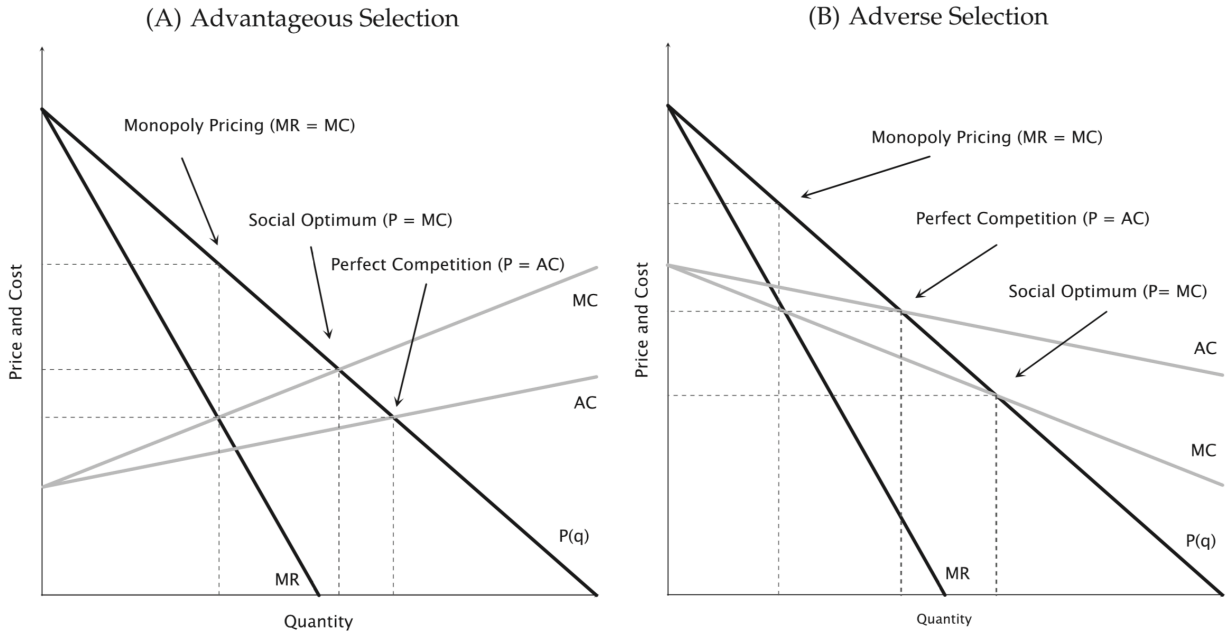 (A) Advantageous Selection
Monopoly Pricing (MR = MC)
Social Optimum (P = MC)
Perfect Competition (P = AC)
MC
AC
P(q)
MR
Price and Cost
Quantity
(B) Adverse Selection
Monopoly Pricing (MR = MC)
Perfect Competition (P = AC)
Social Optimum (P= MC)
AC
MC
P(q)
MR
Price and Cost
Quantity